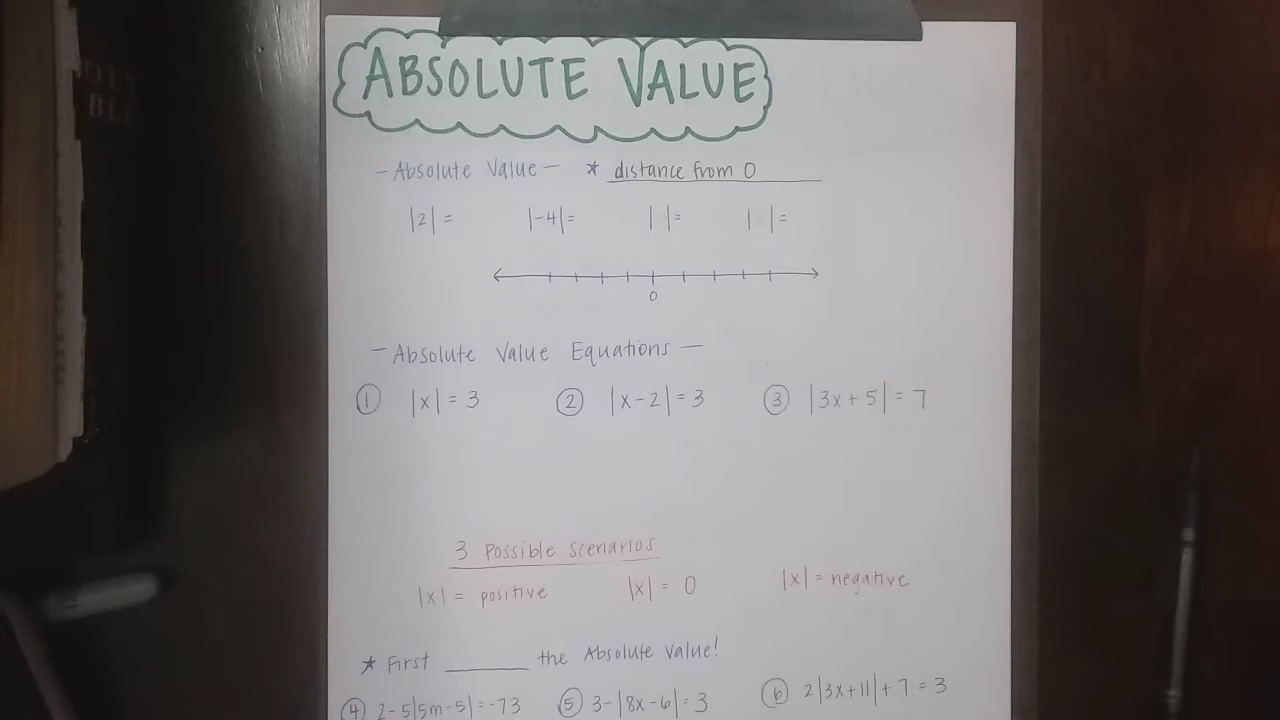 ABSOLUTE VALUE
- Absolute Value - * distance from 0
|2| = |-4|= | |= | |=
0
- Absolute Value Equations -
① |x| = 3 ② |x-2| = 3 ③ |3x + 5| = 7
3 Possible Scenarios
|x| = positive |x| = 0 |x| = negative
* First ______ the Absolute Value!
④ 2-5|5m-5|=-73 ⑤ 3-|8x-6|=3 ⑥ 2|3x+11|+7=3